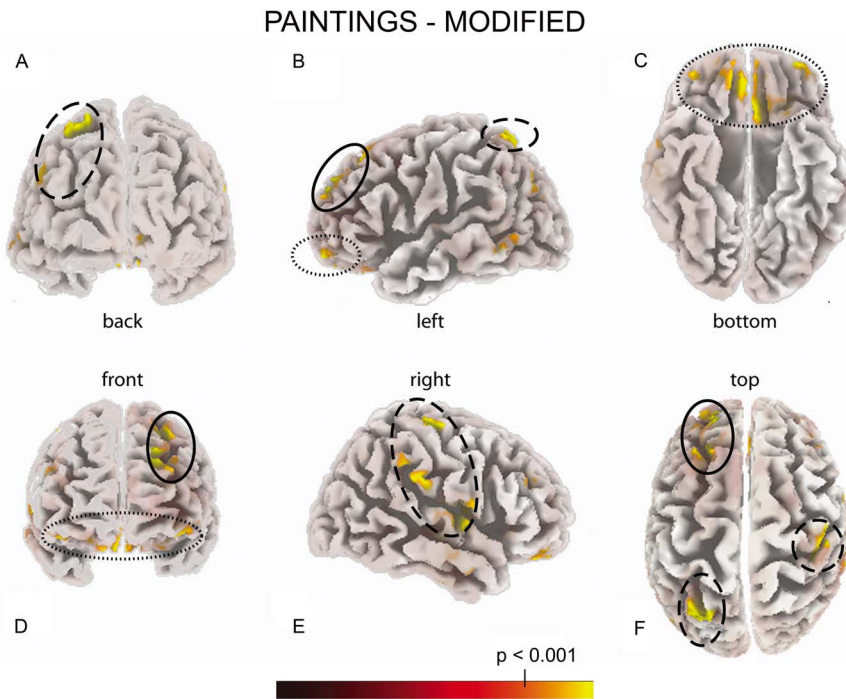 PAINTINGS - MODIFIED
A
B
C
back
left
bottom
front
right
top
D
E
F
p < 0.001